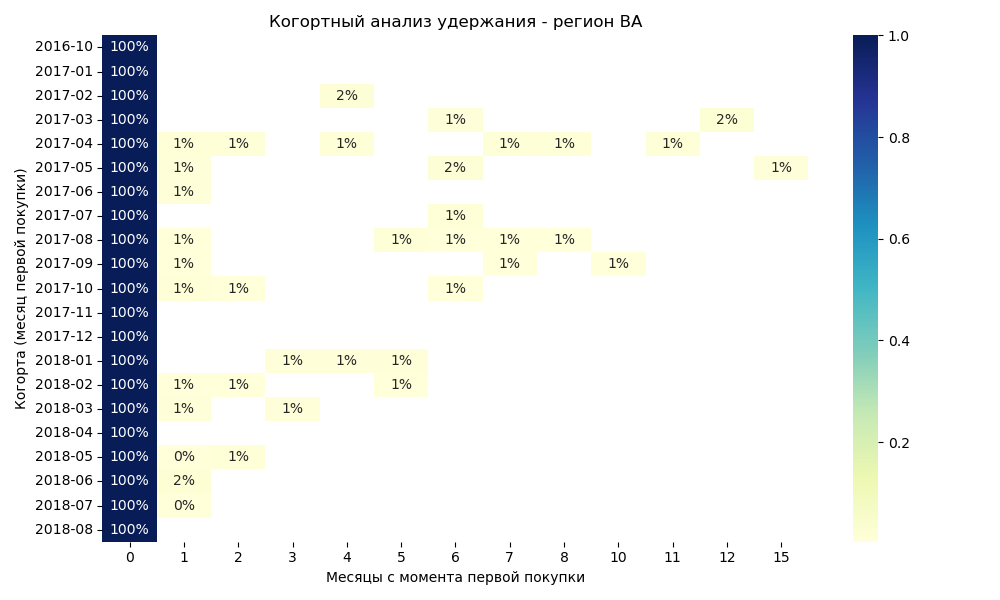 Когортный анализ удержания - регион BA
Когорта (месяц первой покупки)
2016-10 100%
2017-01 100%
2017-02 100% 2%
2017-03 100% 1% 2%
2017-04 100% 1% 1% 1% 1% 1% 1%
2017-05 100% 1% 2% 1%
2017-06 100% 1%
2017-07 100% 1%
2017-08 100% 1% 1% 1% 1% 1%
2017-09 100% 1% 1% 1%
2017-10 100% 1% 1% 1%
2017-11 100%
2017-12 100%
2018-01 100% 1% 1% 1%
2018-02 100% 1% 1% 1%
2018-03 100% 1% 1%
2018-04 100%
2018-05 100% 0% 1%
2018-06 100% 2%
2018-07 100% 0%
2018-08 100%
0 1 2 3 4 5 6 7 8 10 11 12 15
Месяцы с момента первой покупки
1.0
0.8
0.6
0.4
0.2